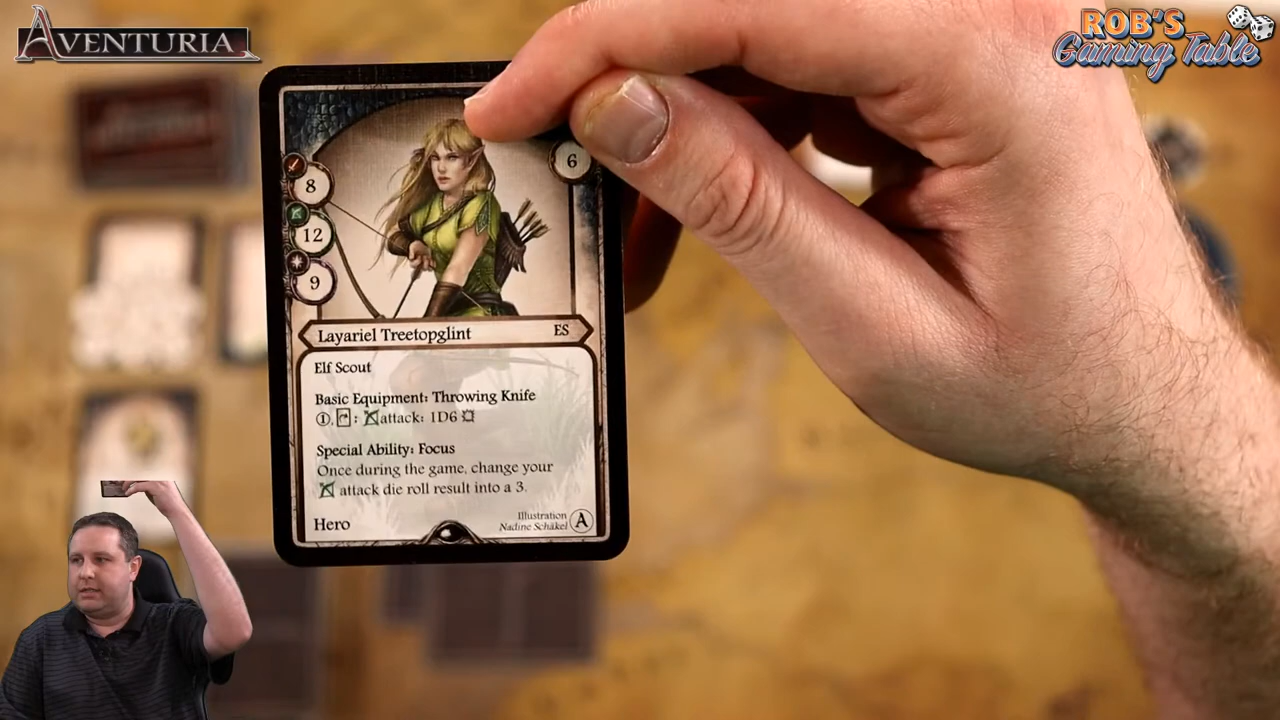 AVENTURIA
ROB'S
Gaming Table
6
8
12
9
Layariel Treetopglint ES
Elf Scout
Basic Equipment: Throwing Knife
①, : attack: 1D6
Special Ability: Focus
Once during the game, change your
attack die roll result into a 3.
Hero
Illustration
Nadine Schäkel
A